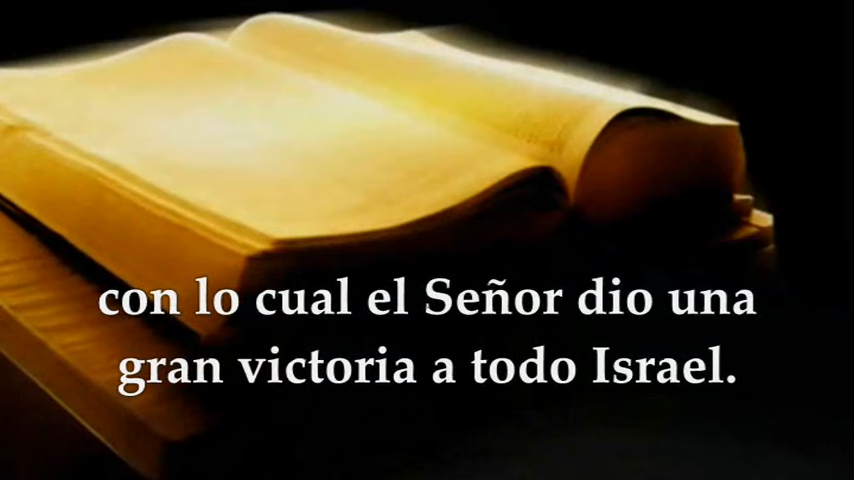 con lo cual el Señor dio una
gran victoria a todo Israel.